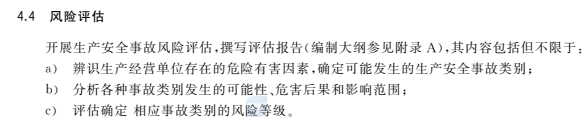 4.4 风险评估
开展生产安全事故风险评估,撰写评估报告(编制大纲参见附录 A),其内容包括但不限于:
a) 辨识生产经营单位存在的危险有害因素,确定可能发生的生产安全事故类别;
b) 分析各种事故类别发生的可能性、危害后果和影响范围;
c) 评估确定 相应事故类别的风险等级。